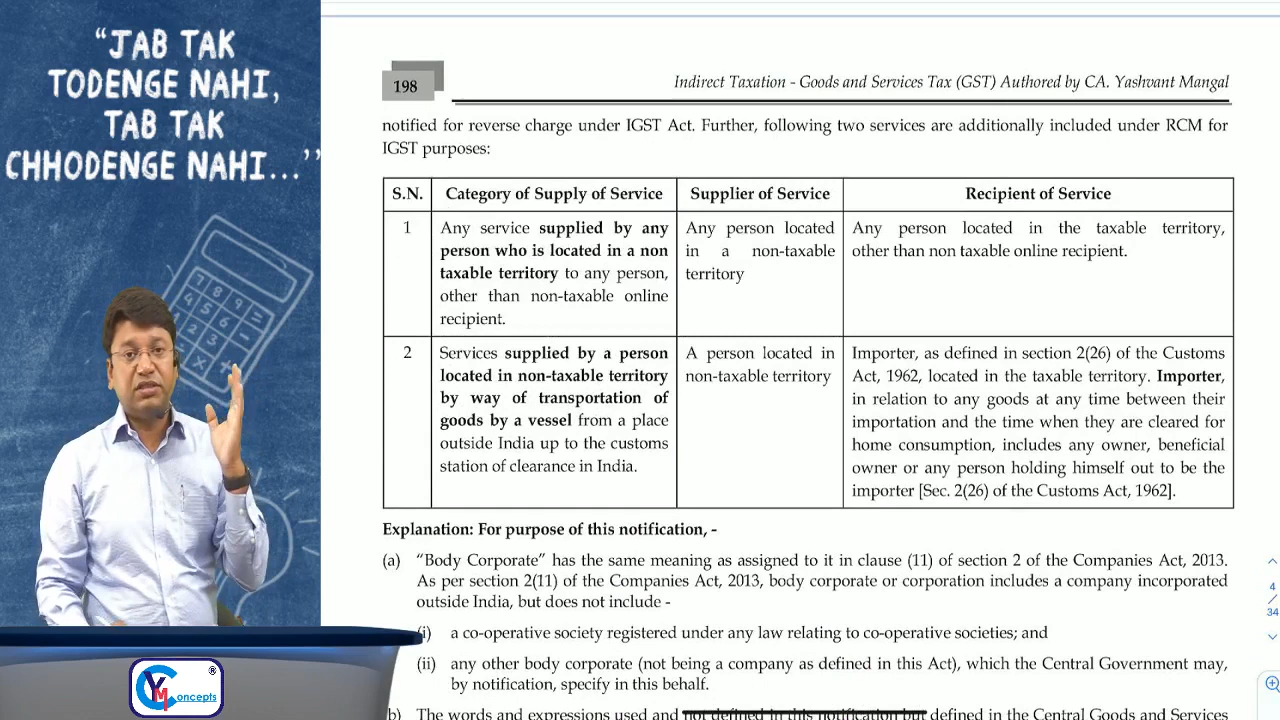 “JAB TAK
TODENGE NAHI,
TAB TAK
CHHODENGE NAHI...’’
198
Indirect Taxation - Goods and Services Tax (GST) Authored by CA. Yashvant Mangal
notified for reverse charge under IGST Act. Further, following two services are additionally included under RCM for
IGST purposes:
S.N. Category of Supply of Service Supplier of Service Recipient of Service
1
Any service supplied by any
person who is located in a non
taxable territory to any person,
other than non-taxable online
recipient.
Any person located
in a non-taxable
territory
Any person located in the taxable territory,
other than non taxable online recipient.
2
Services supplied by a person
located in non-taxable territory
by way of transportation of
goods by a vessel from a place
outside India up to the customs
station of clearance in India.
A person located in
non-taxable territory
Importer, as defined in section 2(26) of the Customs
Act, 1962, located in the taxable territory. Importer,
in relation to any goods at any time between their
importation and the time when they are cleared for
home consumption, includes any owner, beneficial
owner or any person holding himself out to be the
importer [Sec. 2(26) of the Customs Act, 1962].
Explanation: For purpose of this notification, -
(a) “Body Corporate” has the same meaning as assigned to it in clause (11) of section 2 of the Companies Act, 2013.
As per section 2(11) of the Companies Act, 2013, body corporate or corporation includes a company incorporated
outside India, but does not include -
(i) a co-operative society registered under any law relating to co-operative societies; and
(ii) any other body corporate (not being a company as defined in this Act), which the Central Government may,
by notification, specify in this behalf.
b) The words and expressions used and not defined in this notification but defined in the Central Goods and Services
4
/
34
YM Concepts ®
7 8 9 =
4 5 6 -
2 3
× +